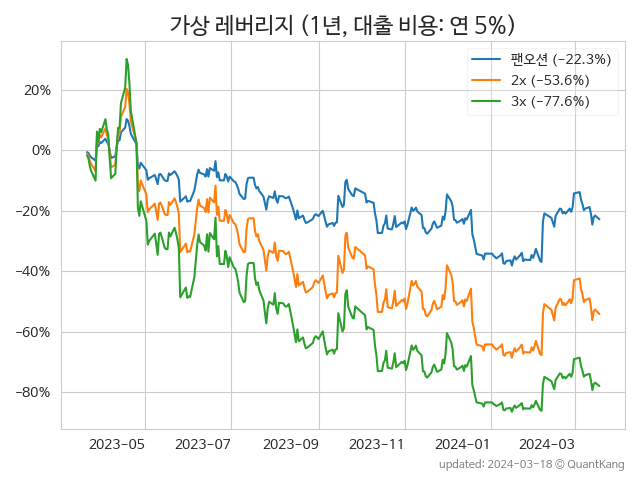 가상 레버리지 (1년, 대출 비용: 연 5%)
팬오션 (−22.3%)
2x (−53.6%)
3x (−77.6%)
20%
0%
−20%
−40%
−60%
−80%
2023-05 2023-07 2023-09 2023-11 2024-01 2024-03
updated: 2024-03-18 © QuantKang